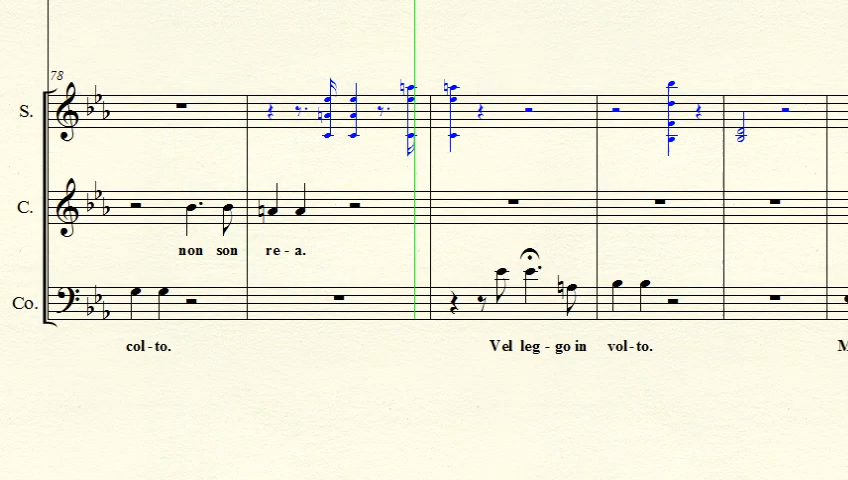 78
S.
C.
non son re - a.
Co.
col - to. Vel leg - go in vol - to. M